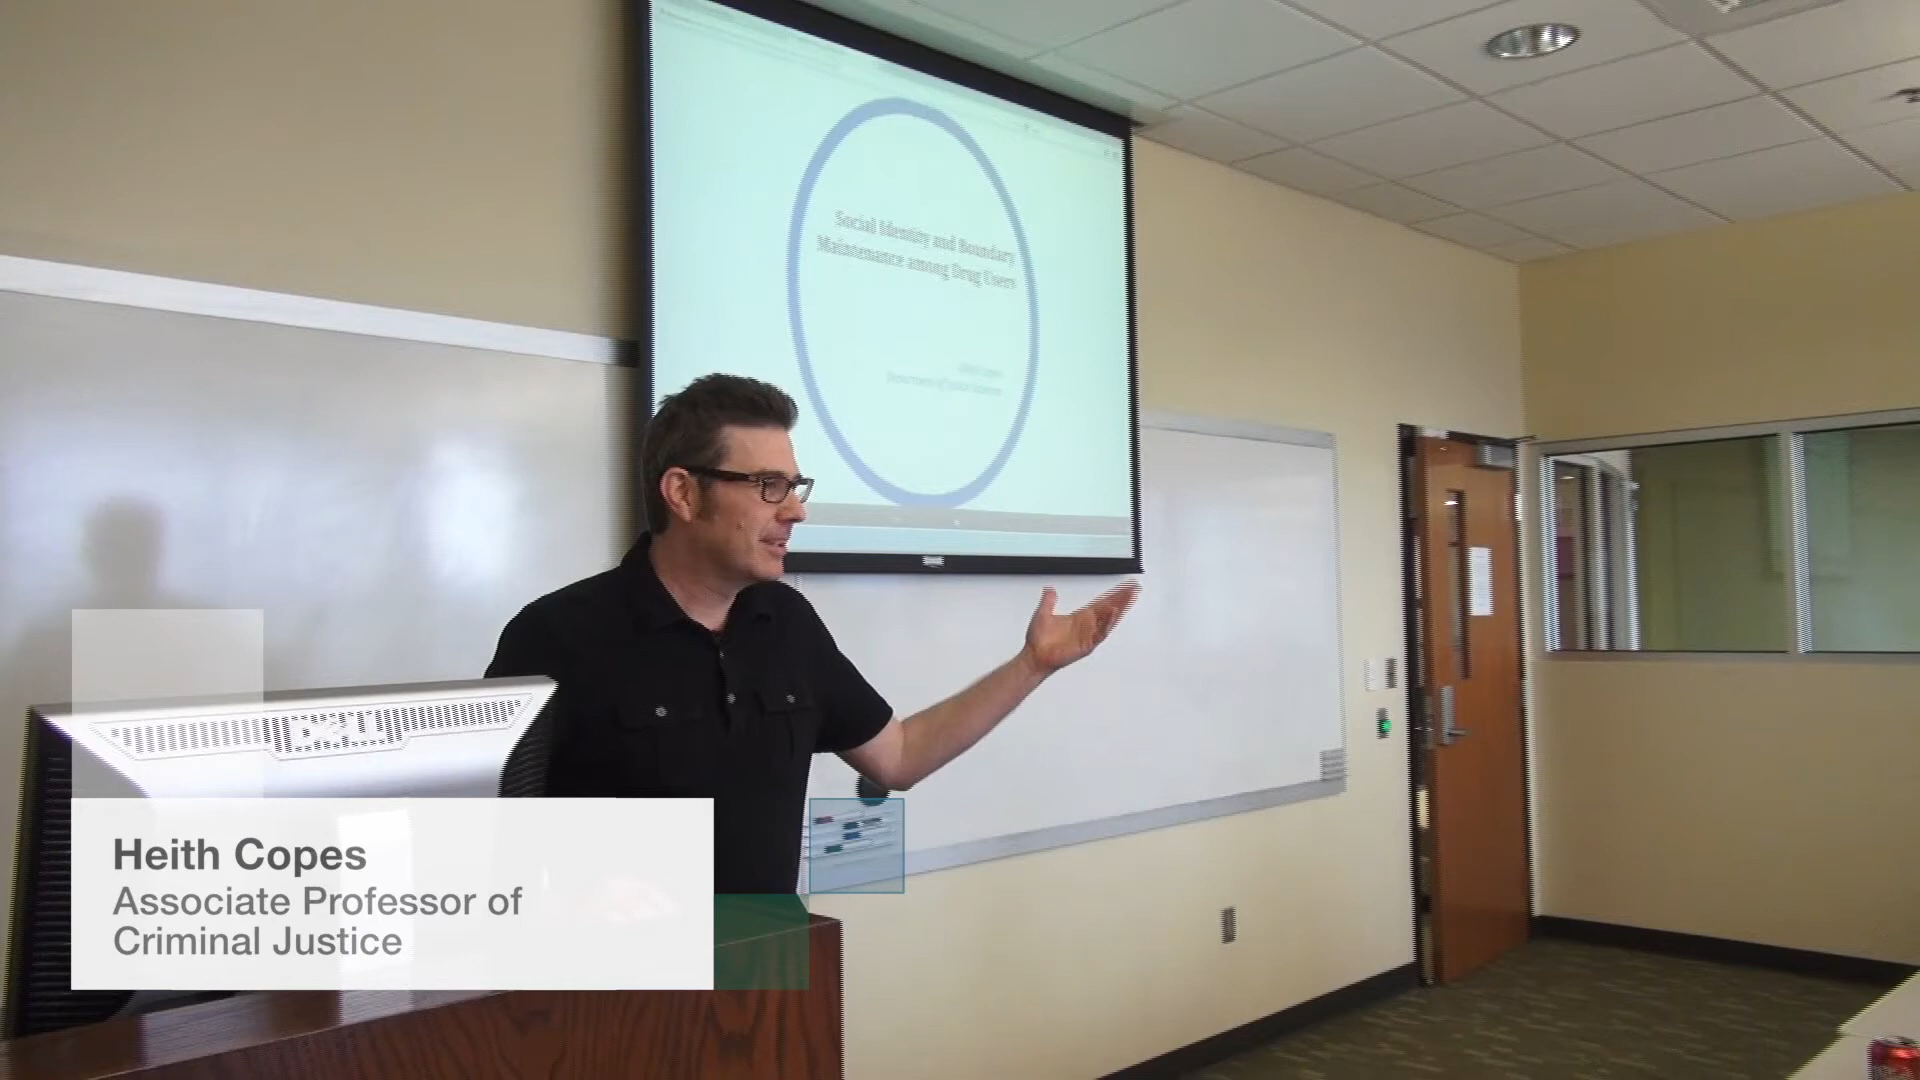 Social Identity and Boundary
Maintenance among Drug Users
DELL
Heith Copes
Associate Professor of
Criminal Justice